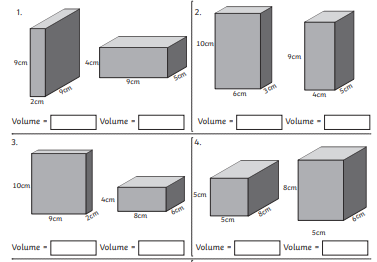 1.
9cm
2cm
9cm
4cm
9cm
5cm
Volume =
Volume =
2.
10cm
6cm
3cm
9cm
4cm
5cm
Volume =
Volume =
3.
10cm
9cm
2cm
4cm
8cm
6cm
Volume =
Volume =
4.
5cm
5cm
8cm
8cm
5cm
6cm
Volume =
Volume =